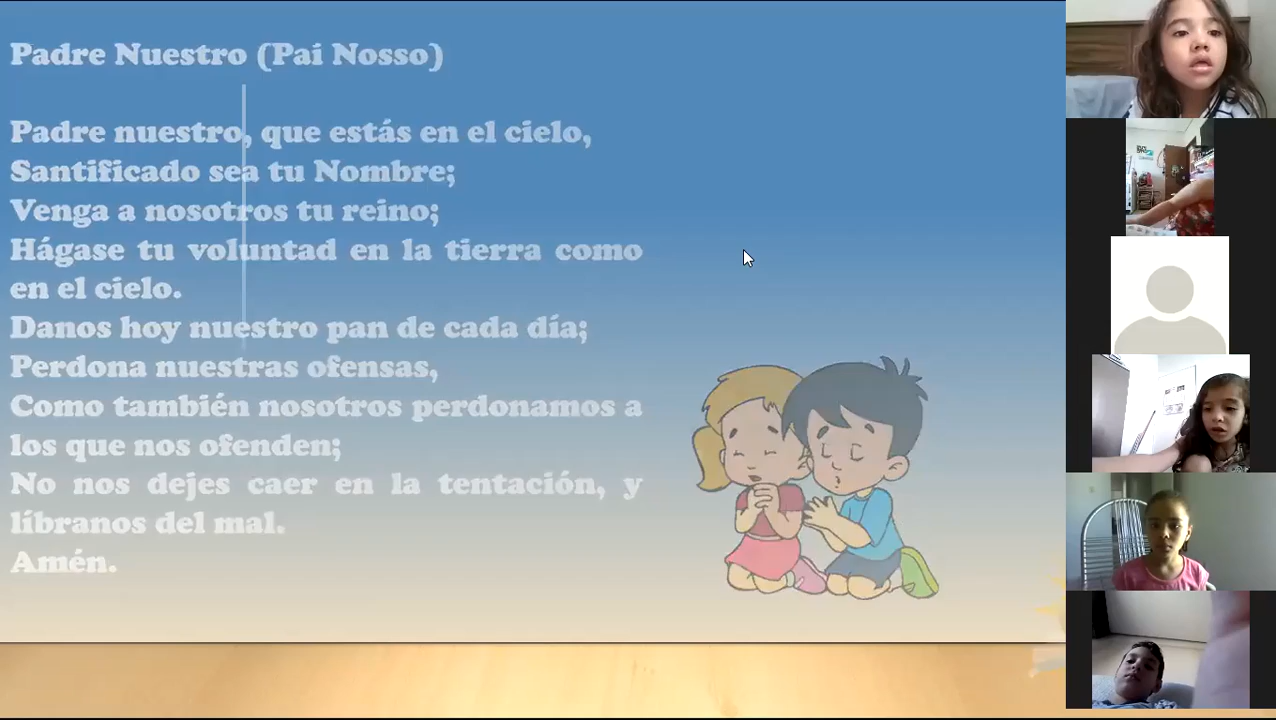 Padre Nuestro (Pai Nosso)
Padre nuestro, que estás en el cielo,
Santificado sea tu Nombre;
Venga a nosotros tu reino;
Hágase tu voluntad en la tierra como
en el cielo.
Danos hoy nuestro pan de cada día;
Perdona nuestras ofensas,
Como también nosotros perdonamos a
los que nos ofenden;
No nos dejes caer en la tentación, y
líbranos del mal.
Amén.